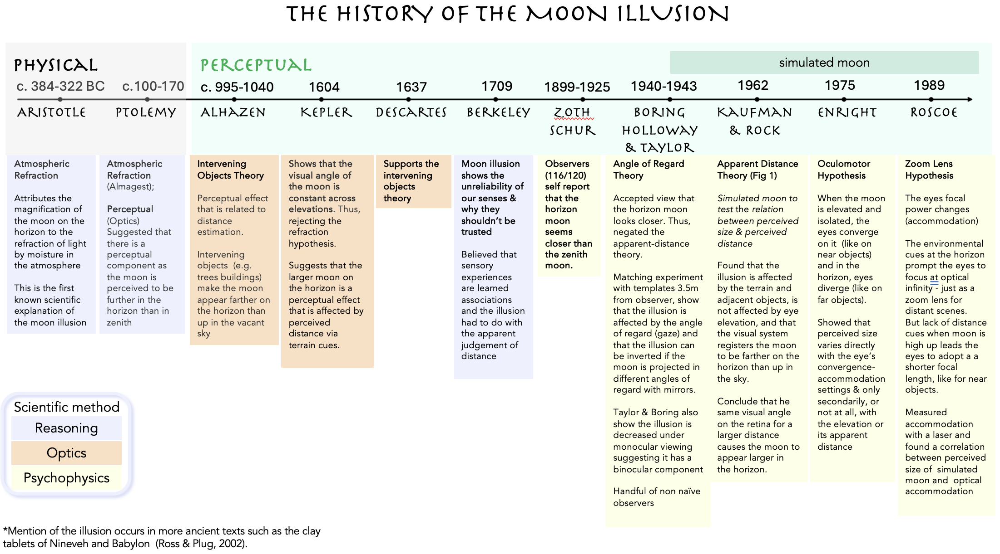 THE HISTORY OF THE MOON ILLUSION
PHYSICAL
PERCEPTUAL
simulated moon
c. 384-322 BC
c.100-170
c. 995-1040
1604
1637
1709
1899-1925
1940-1943
1962
1975
1989
ARISTOTLE
PTOLEMY
ALHAZEN
KEPLER
DESCARTES
BERKELEY
ZOTH
SCHUR
BORING
HOLLOWAY
& TAYLOR
KAUFMAN
& ROCK
ENRIGHT
ROSCOE
Atmospheric
Refraction
Attributes the
magnification of
the moon on the
horizon to the
refraction of light
by moisture in
the atmosphere
This is the first
known scientific
explanation of
the moon illusion
Atmospheric
Refraction
(Almagest);
Perceptual
(Optics)
Suggested that
there is a
perceptual
component as
the moon is
perceived to be
further in the
horizon than in
zenith
Intervening
Objects Theory
Perceptual effect
that is related to
distance
estimation.
Intervening
objects  (e.g.
trees buildings)
make the moon
appear farther on
the horizon than
up in the vacant
sky
Shows that the
visual angle of
the moon is
constant across
elevations. Thus,
rejecting the
refraction
hypothesis.
Suggests that the
larger moon on
the horizon is a
perceptual effect
that is affected by
perceived
distance via
terrain cues.
Supports the
intervening
objects
theory
Moon illusion
shows the
unreliability of
our senses &
why they
shouldn't be
trusted
Believed that
sensory
experiences
are learned
associations
and the illusion
had to do with
the apparent
judgement of
distance
Observers
(116/120)
self report
that the
horizon
moon
seems
closer than
the zenith
moon.
Angle of Regard
Theory
Accepted view that
the horizon moon
looks closer. Thus,
negated the
apparent-distance
theory.
Matching experiment
with templates 3.5m
from observer, show
that the illusion is
affected by the angle
of regard (gaze) and
that the illusion can
be inverted if the
moon is projected in
different angles of
regard with mirrors.
Taylor & Boring also
show the illusion is
decreased under
monocular viewing
suggesting it has a
binocular component
Handful of non naïve
observers
Apparent Distance
Theory (Fig 1)
Simulated moon to
test the relation
between perceived
size & perceived
distance
Found that the
illusion is affected
by the terrain and
adjacent objects, is
not affected by eye
elevation, and that
the visual system
registers the moon
to be farther on the
horizon than up in
the sky.
Conclude that he
same visual angle
on the retina for a
larger distance
causes the moon to
appear larger in
the horizon.
Oculomotor
Hypothesis
When the moon
is elevated and
isolated, the
eyes converge
on it  (like on
near objects)
and in the
horizon, eyes
diverge (like on
far objects).
Showed that
perceived size
varies directly
with the eye's
convergence-
accommodation
settings & only
secondarily, or
not at all, with
the elevation or
its apparent
distance
Zoom Lens
Hypothesis
The eyes focal
power changes
(accommodation)
The environmental
cues at the horizon
prompt the eyes to
focus at optical
infinity - just as a
zoom lens for
distant scenes.
But lack of distance
cues when moon is
high up leads the
eyes to adopt a a
shorter focal
length, like for near
objects.
Measured
accommodation
with a laser and
found a correlation
between perceived
size of  simulated
moon and  optical
accommodation
Scientific method
Reasoning
Optics
Psychophysics
*Mention of the illusion occurs in more ancient texts such as the clay
tablets of Nineveh and Babylon  (Ross & Plug, 2002).